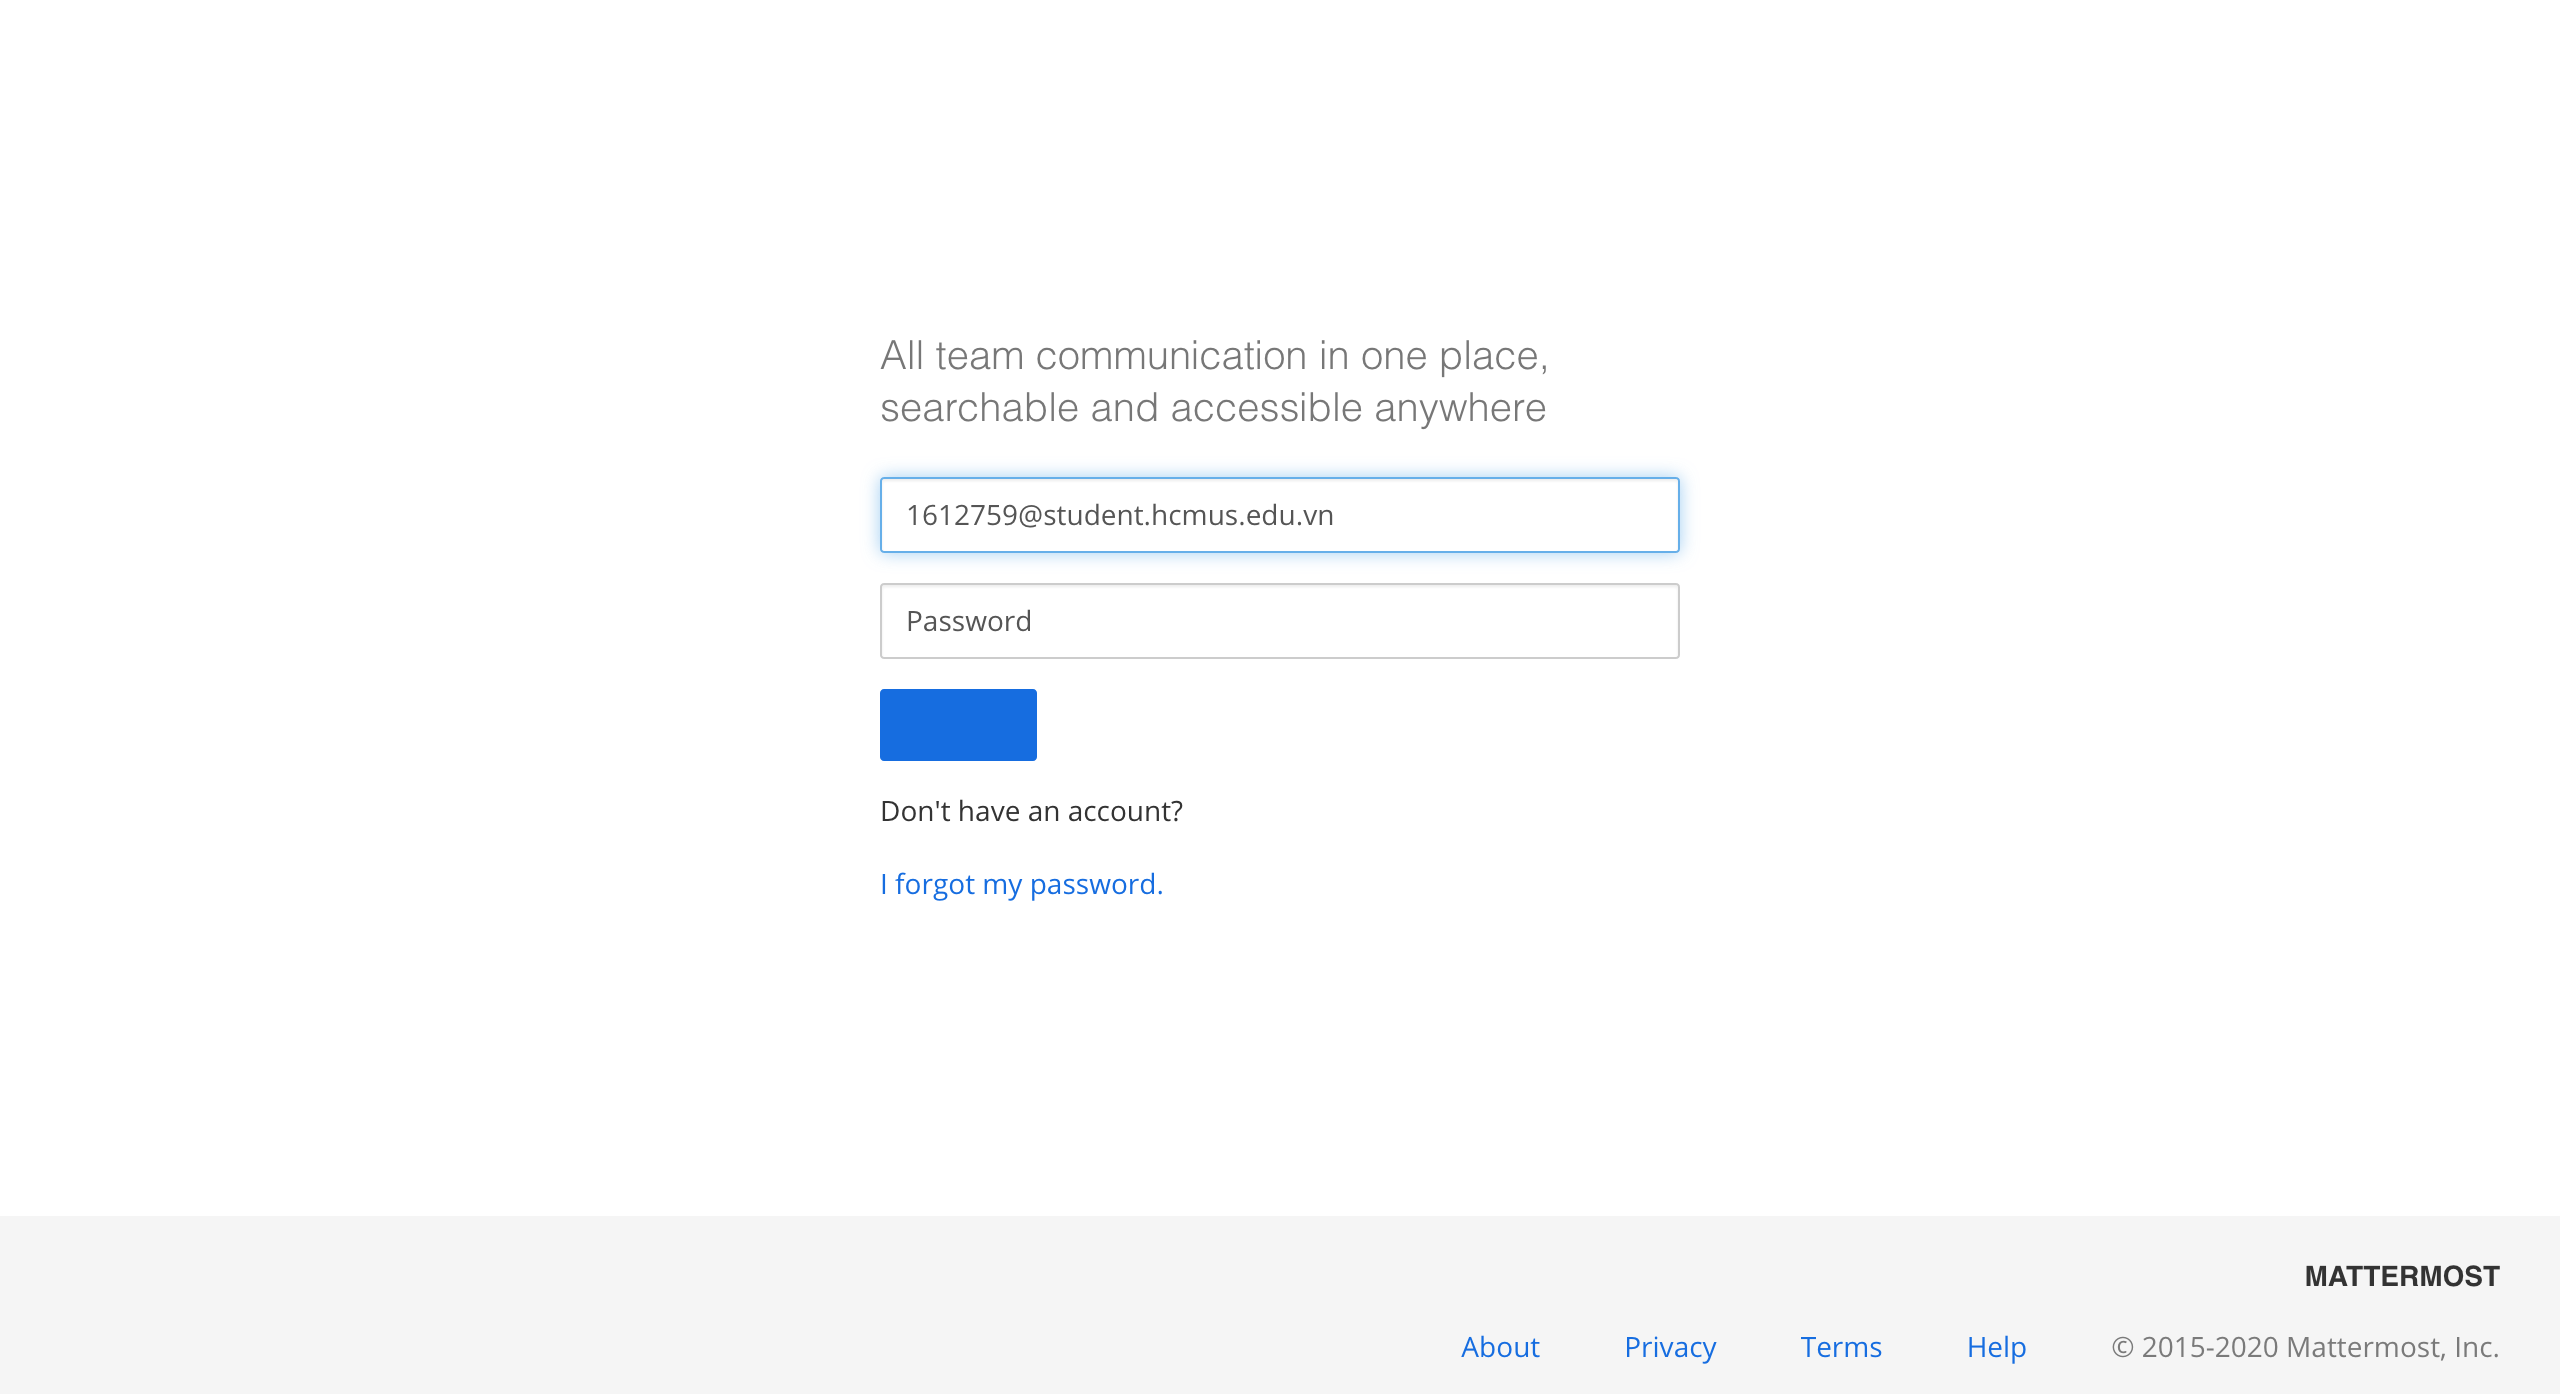 All team communication in one place,
searchable and accessible anywhere
1612759@student.hcmus.edu.vn
Password
Don't have an account?
I forgot my password.
MATTERMOST
About Privacy Terms Help © 2015-2020 Mattermost, Inc.